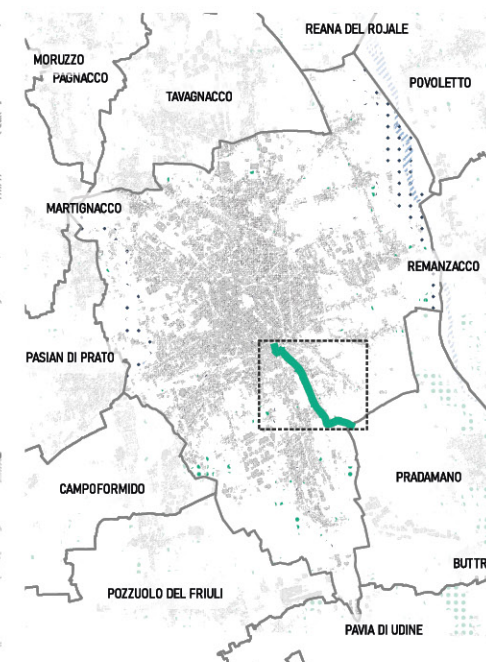 REANA DEL ROJALE
MORUZZO
PAGNACCO
POVOLETTO
TAVAGNACCO
MARTIGNACCO
REMANZACCO
PASIAN DI PRATO
PRADAMANO
CAMPOFORMIDO
BUTTR
POZZUOLO DEL FRIULI
PAVIA DI UDINE